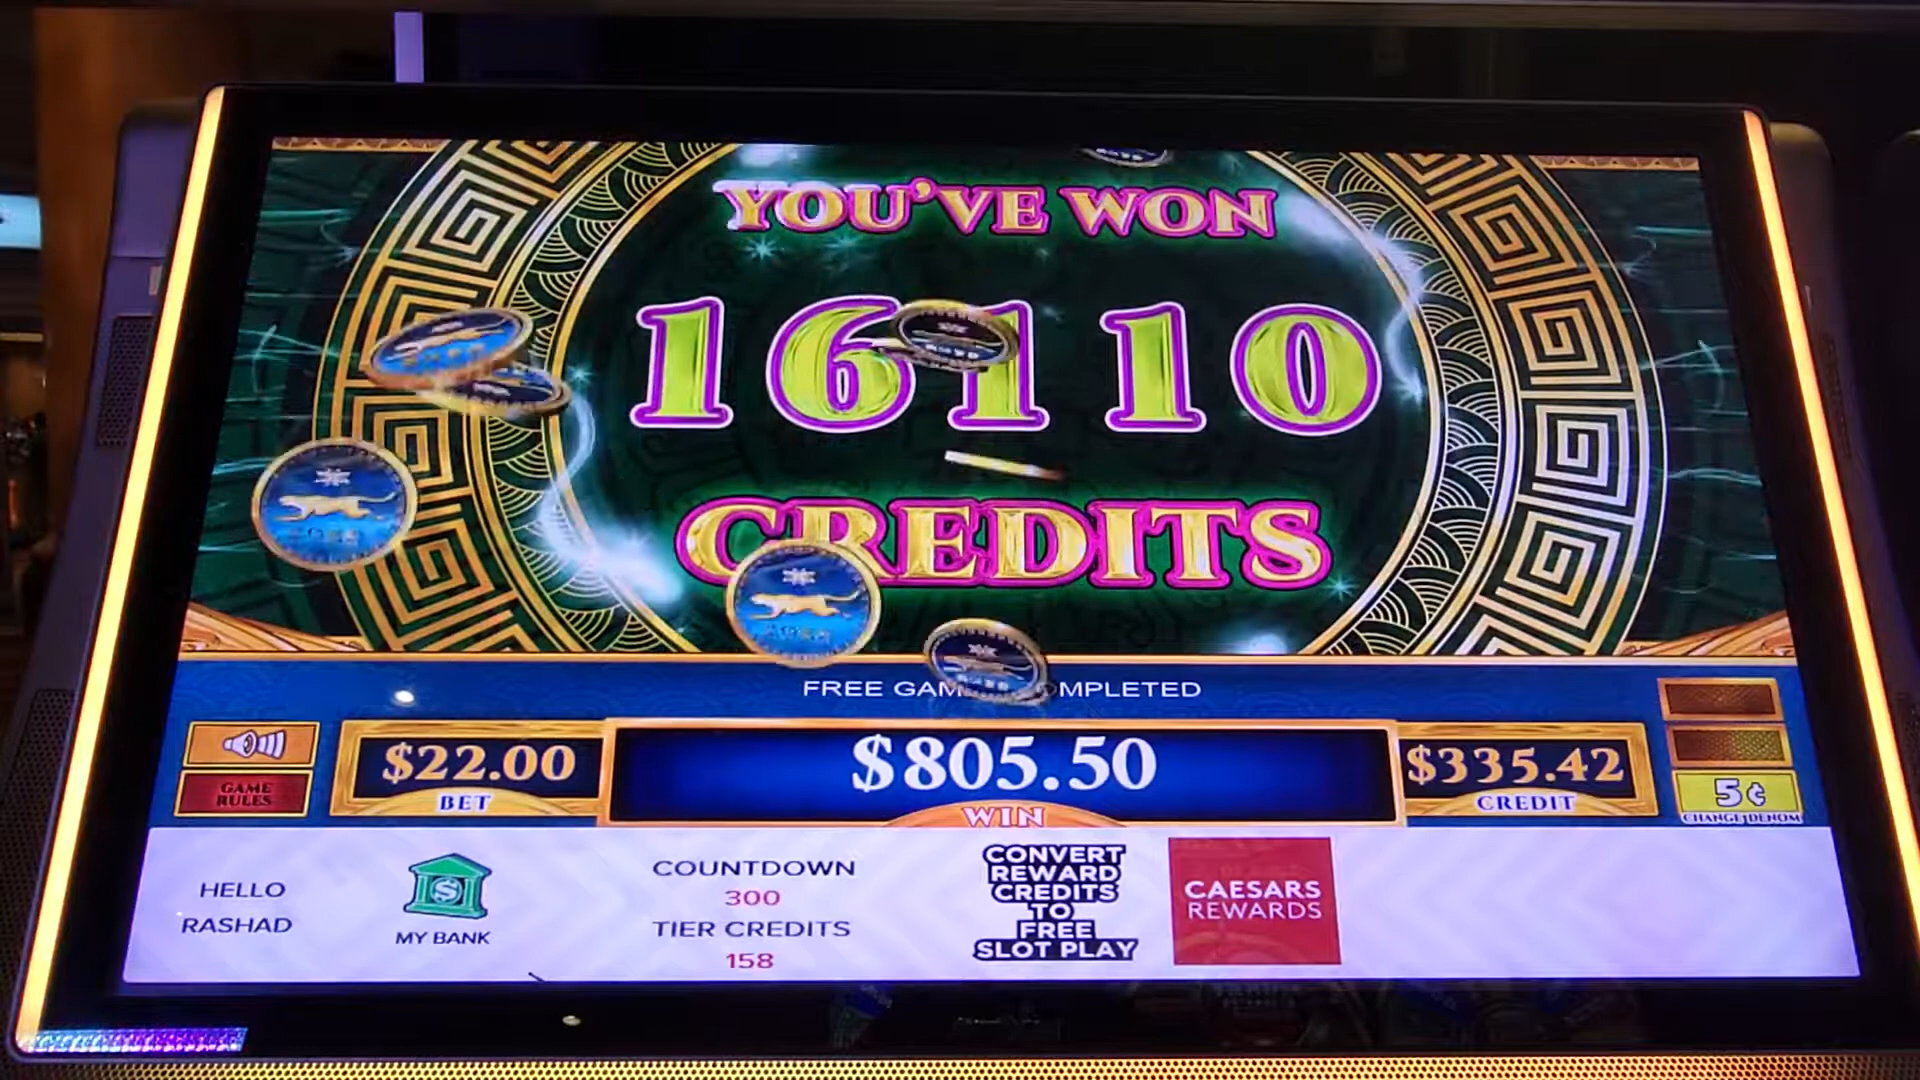 YOU'VE WON
16110
CREDITS
FREE GAM MPLETED
$22.00
BET
$805.50
WIN
$335.42
CREDIT
GAME
RULES
5¢
CHANGE DENOM
HELLO
RASHAD
MY BANK
COUNTDOWN
300
TIER CREDITS
158
CONVERT
REWARD
CREDITS
TO
FREE
SLOT PLAY
CAESARS
REWARDS